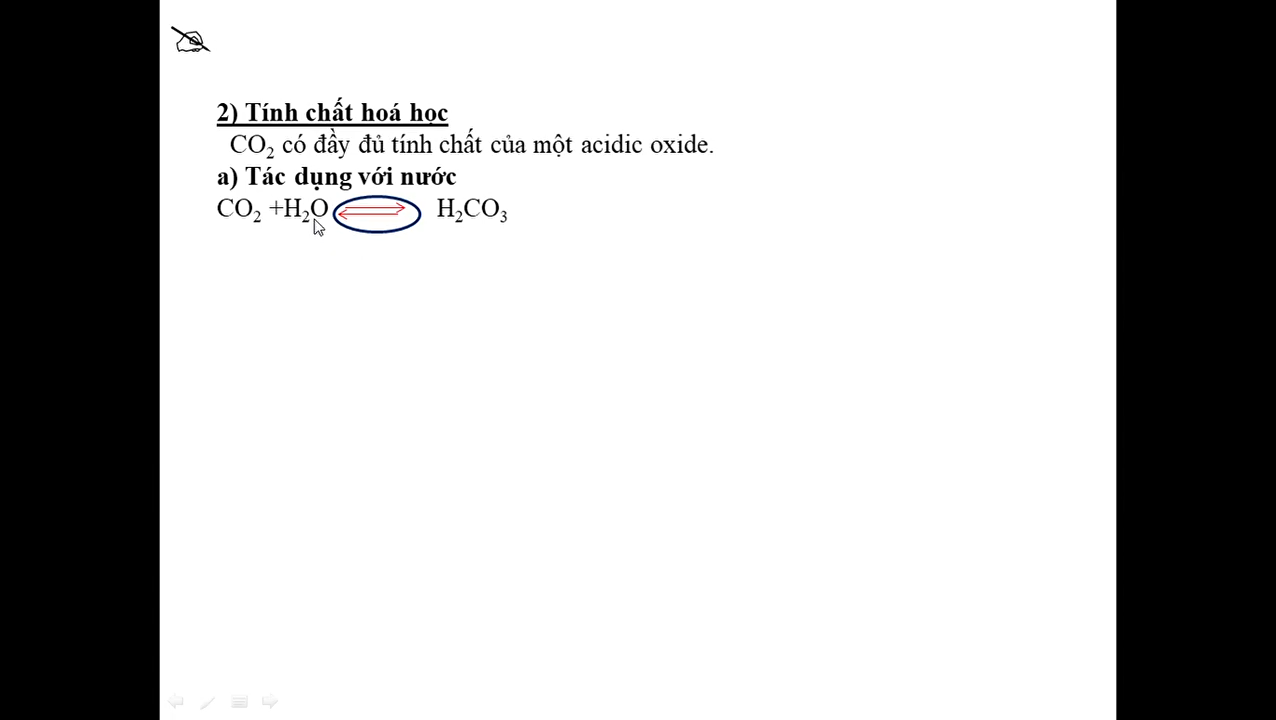 2) Tính chất hoá học
CO₂ có đầy đủ tính chất của một acidic oxide.
a) Tác dụng với nước
CO₂ +H₂O ⇌ H₂CO₃